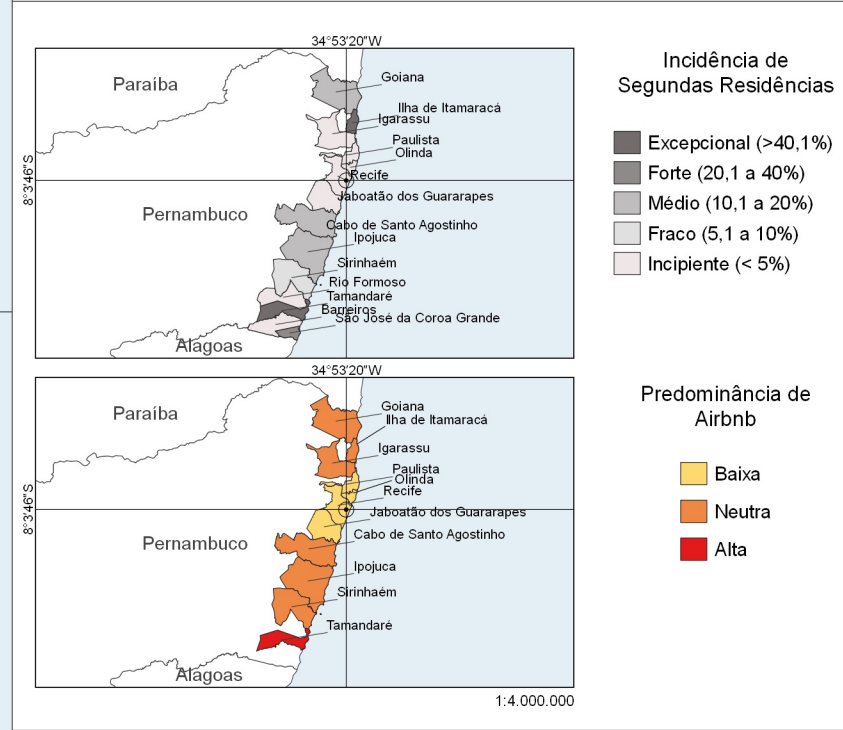 34°53'20"W
Paraíba
Goiana
Ilha de Itamaracá
Igarassu
Paulista
Olinda
Recife
8°3'46"S
Jaboatão dos Guararapes
Pernambuco
Cabo de Santo Agostinho
Ipojuca
Sirinhaém
Rio Formoso
Tamandaré
Barreiros
São José da Coroa Grande
Alagoas
Incidência de
Segundas Residências
Excepcional (>40,1%)
Forte (20,1 a 40%)
Médio (10,1 a 20%)
Fraco (5,1 a 10%)
Incipiente (< 5%)
34°53'20"W
Paraíba
Goiana
Ilha de Itamaracá
Igarassu
Paulista
Olinda
Recife
8°3'46"S
Jaboatão dos Guararapes
Pernambuco
Cabo de Santo Agostinho
Ipojuca
Sirinhaém
Tamandaré
Alagoas
Predominância de
Airbnb
Baixa
Neutra
Alta
1:4.000.000